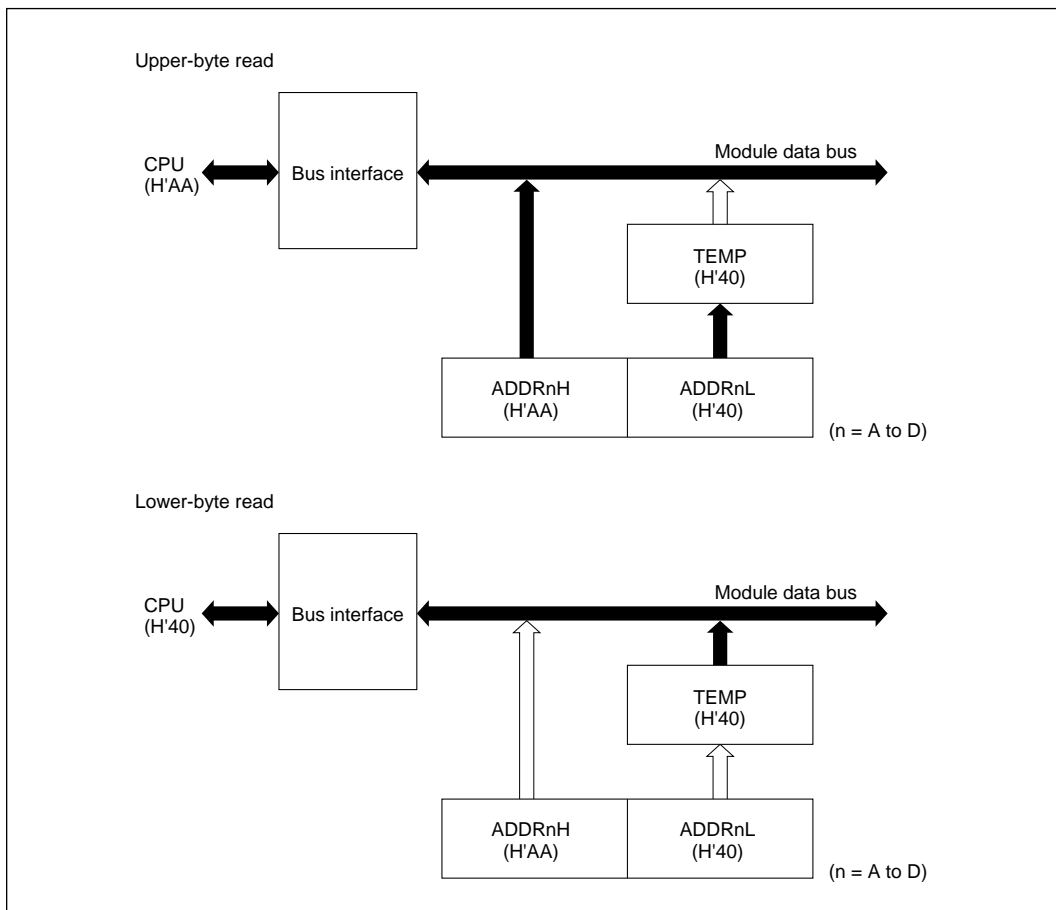 Upper-byte read
CPU
(H'AA)
Bus interface
Module data bus
TEMP
(H'40)
ADDRnH
(H'AA)
ADDRnL
(H'40)
(n = A to D)
Lower-byte read
CPU
(H'40)
Bus interface
Module data bus
TEMP
(H'40)
ADDRnH
(H'AA)
ADDRnL
(H'40)
(n = A to D)